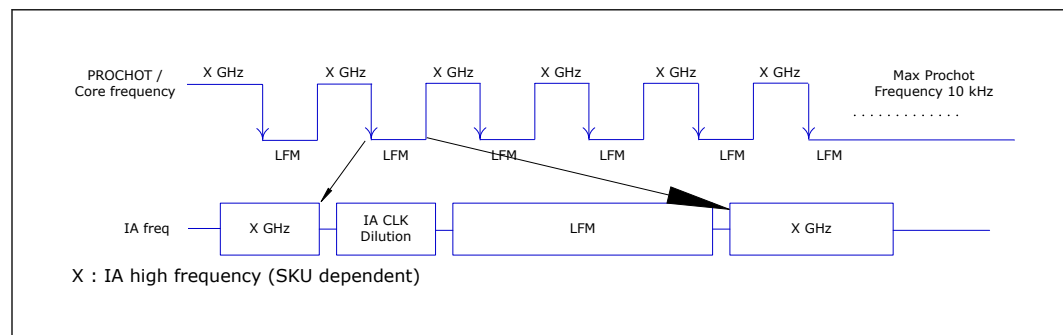 PROCHOT /
Core frequency
X GHz
X GHz
X GHz
X GHz
X GHz
X GHz
Max Prochot
Frequency 10 kHz
. . . . . . . . . . . . .
LFM
LFM
LFM
LFM
LFM
LFM
IA freq
X GHz
IA CLK
Dilution
LFM
X GHz
X : IA high frequency (SKU dependent)